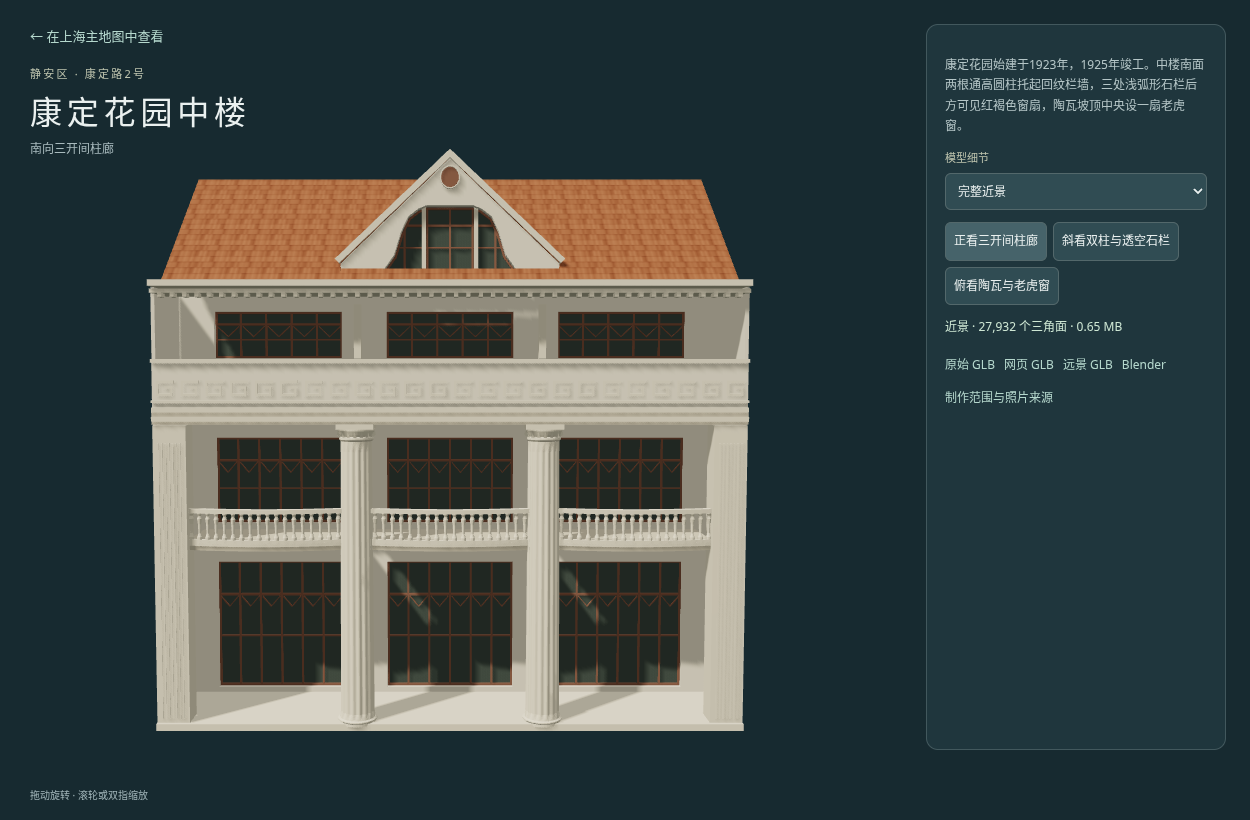 ← 在上海主地图中查看
静安区 · 康定路2号
康定花园中楼
南向三开间柱廊
康定花园始建于1923年，1925年竣工。中楼南面
两根通高圆柱托起回纹栏墙，三处浅弧形石栏后
方可见红褐色窗扇，陶瓦坡顶中央设一扇老虎
窗。
模型细节
完整近景
正看三开间柱廊
斜看双柱与透空石栏
俯看陶瓦与老虎窗
近景 · 27,932 个三角面 · 0.65 MB
原始 GLB 网页 GLB 远景 GLB Blender
制作范围与照片来源
拖动旋转 · 滚轮或双指缩放